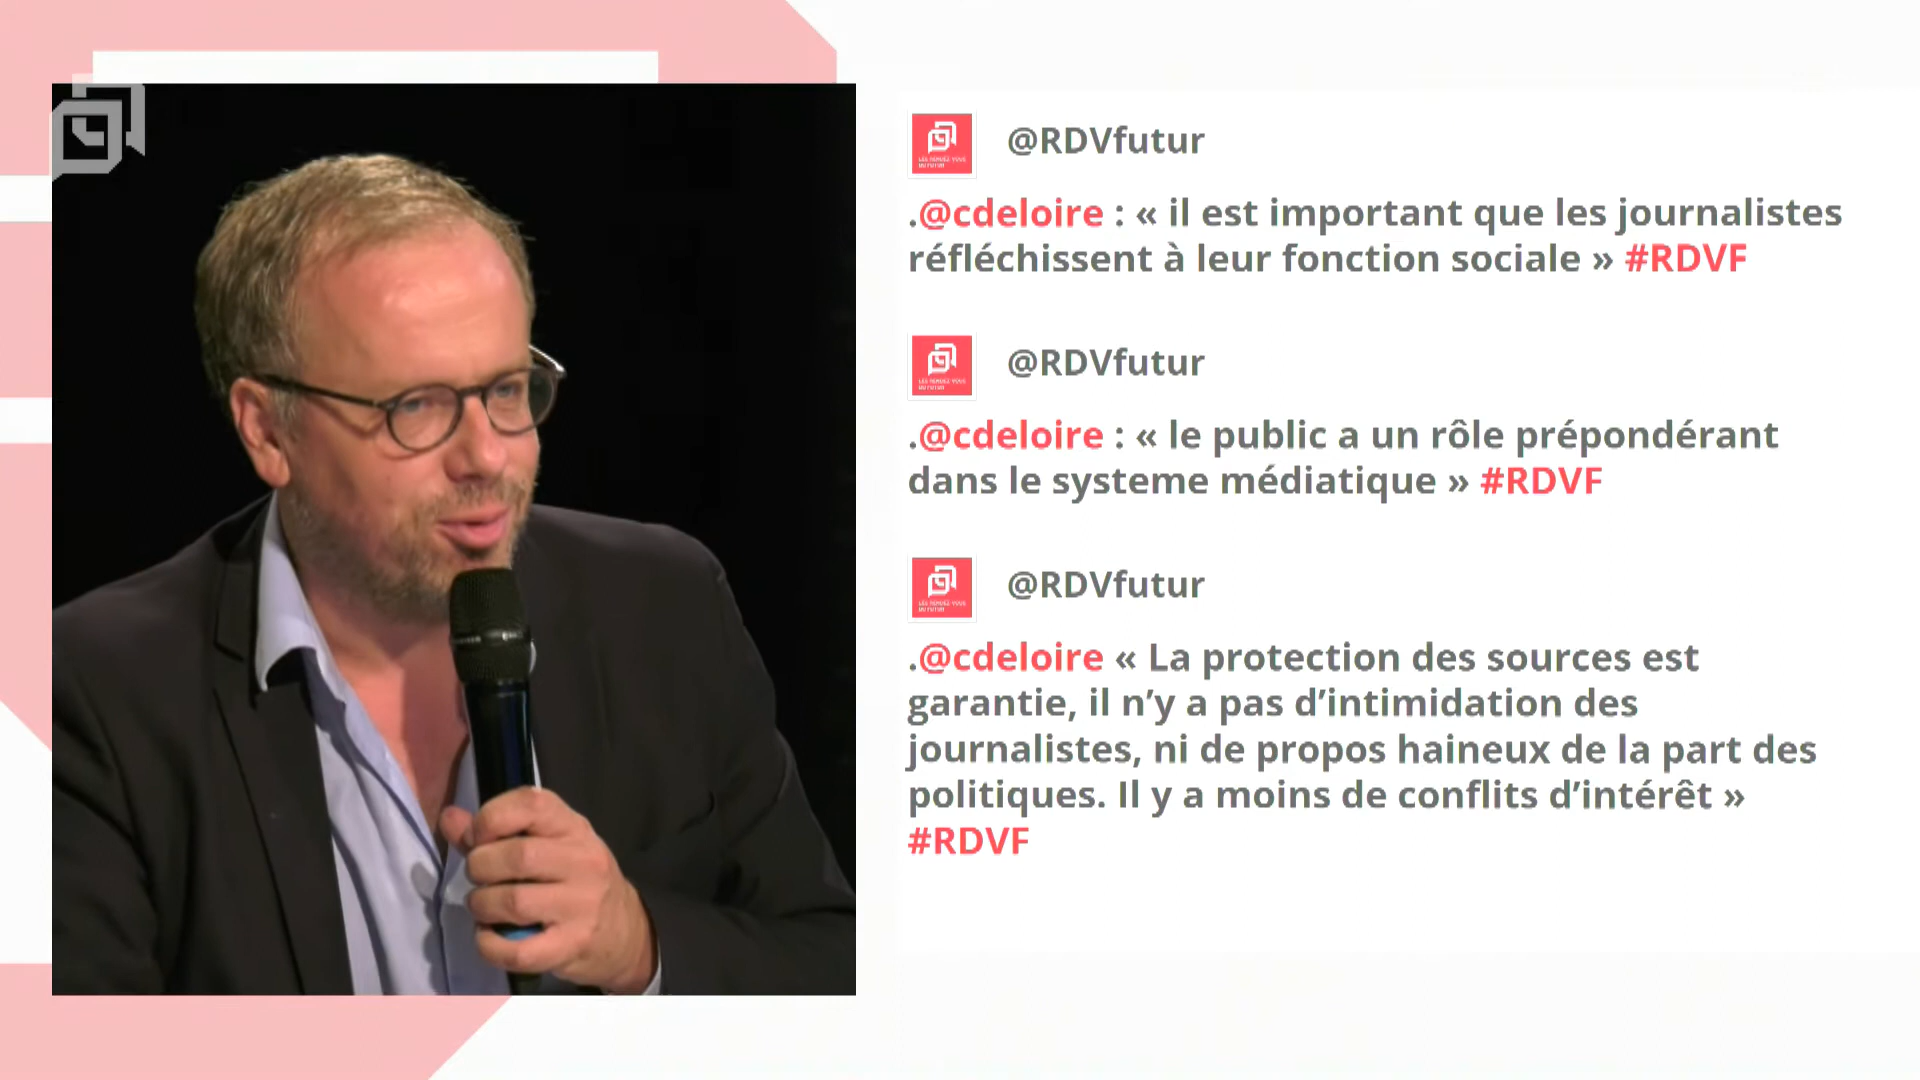 @RDVfutur
.@cdeloire : « il est important que les journalistes
réfléchissent à leur fonction sociale » #RDVF
@RDVfutur
.@cdeloire : « le public a un rôle prépondérant
dans le systeme médiatique » #RDVF
@RDVfutur
.@cdeloire « La protection des sources est
garantie, il n’y a pas d’intimidation des
journalistes, ni de propos haineux de la part des
politiques. Il y a moins de conflits d’intérêt »
#RDVF